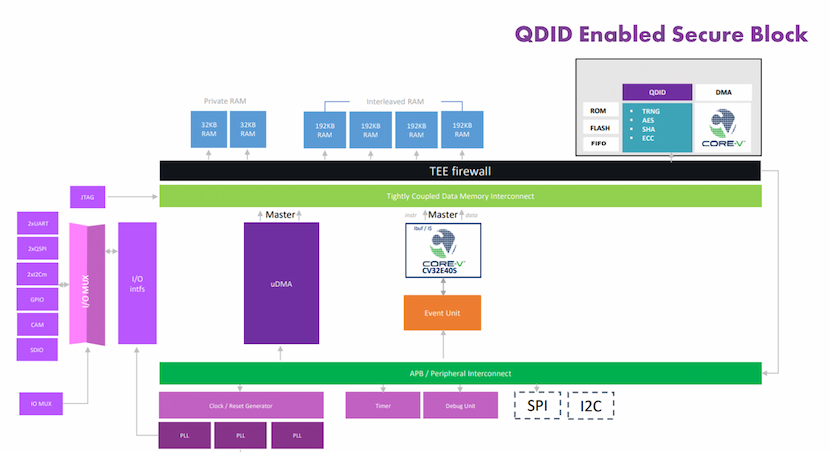 QDID Enabled Secure Block
QDID
DMA
ROM
FLASH
FIFO
TRNG
AES
SHA
ECC
CORE-V
Private RAM
Interleaved RAM
32KB
RAM
32KB
RAM
192KB
RAM
192KB
RAM
192KB
RAM
192KB
RAM
TEE firewall
JTAG
Tightly Coupled Data Memory Interconnect
Master
instr Master data
2xUART
2xQSPI
2xI2Cm
GPIO
CAM
SDIO
I/O MUX
I/O
intfs
uDMA
Ibuf / I$
CORE-V
CV32E40S
Event Unit
APB / Peripheral Interconnect
IO MUX
Clock / Reset Generator
Timer
Debug Unit
SPI
I2C
PLL
PLL
PLL